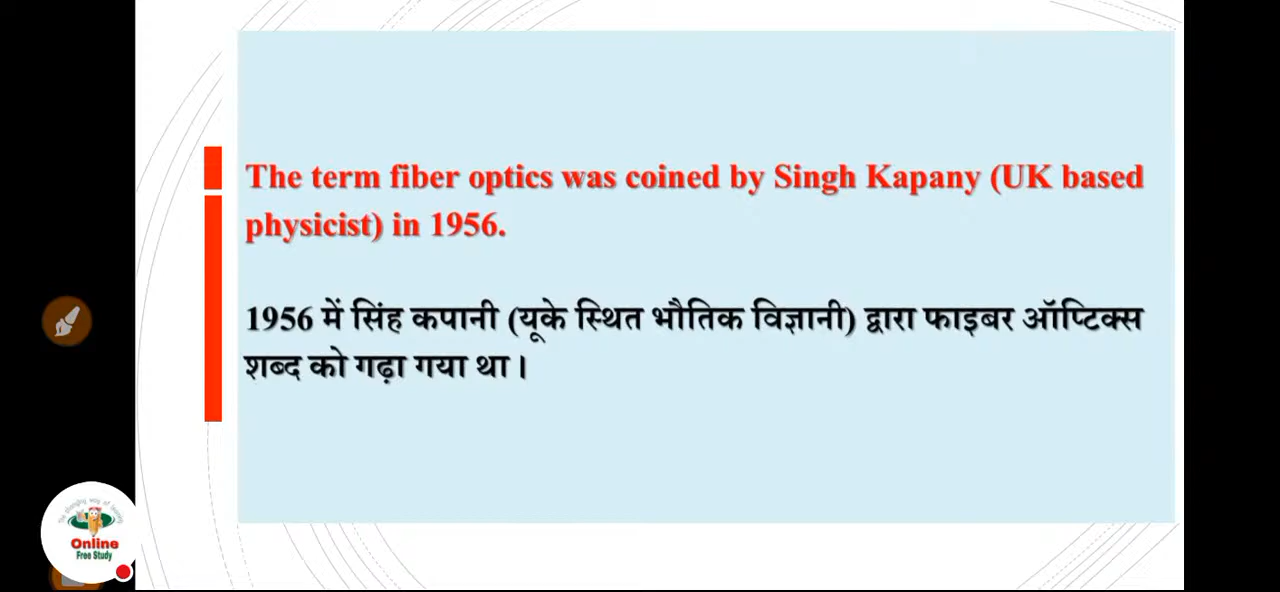 The term fiber optics was coined by Singh Kapany (UK based
physicist) in 1956.
1956 में सिंह कपानी (यूके स्थित भौतिक विज्ञानी) द्वारा फाइबर ऑप्टिक्स
शब्द को गढ़ा गया था।
Online
Free Study